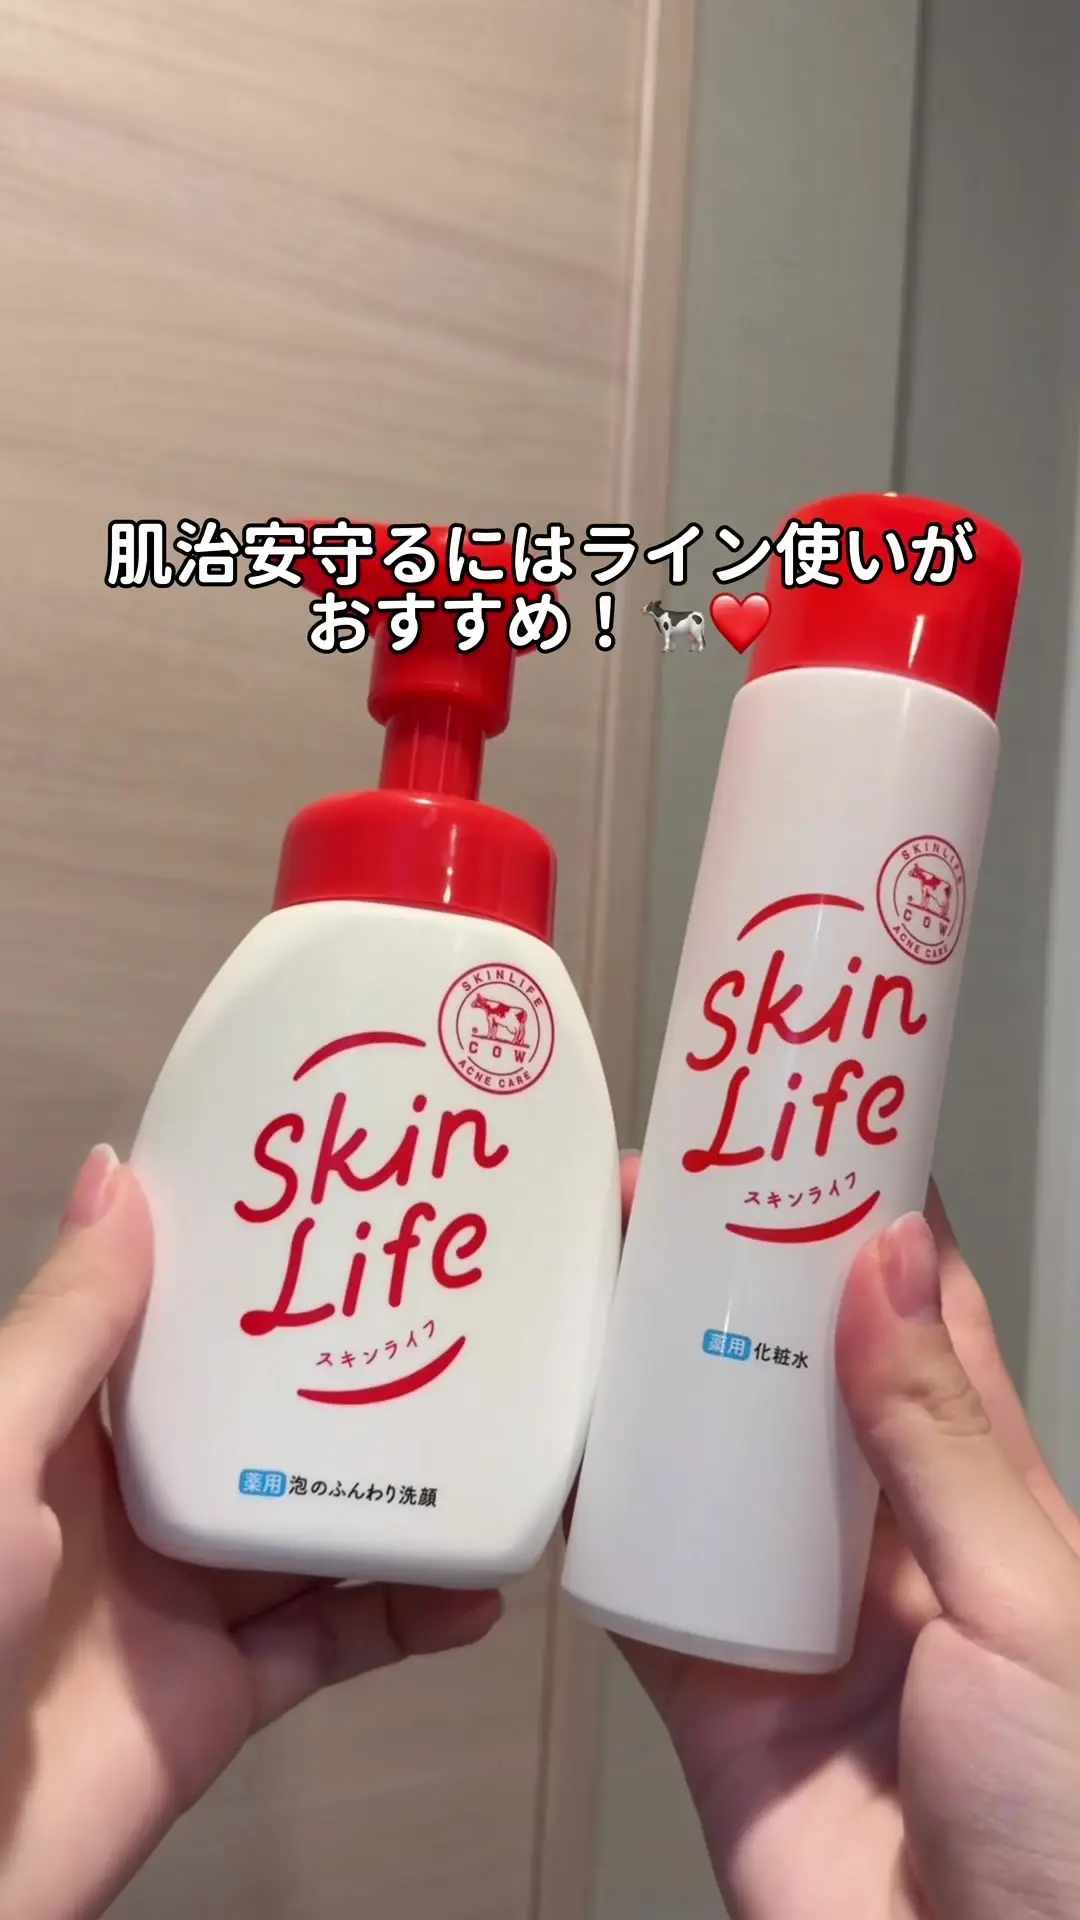 肌治安守るにはライン使いが
おすすめ！🐄❤️
SKINLIFE
COW
ACNE CARE
Skin
Life
スキンライフ
薬用 泡のふんわり洗顔
SKINLIFE
COW
ACNE CARE
Skin
Life
スキンライフ
薬用 化粧水